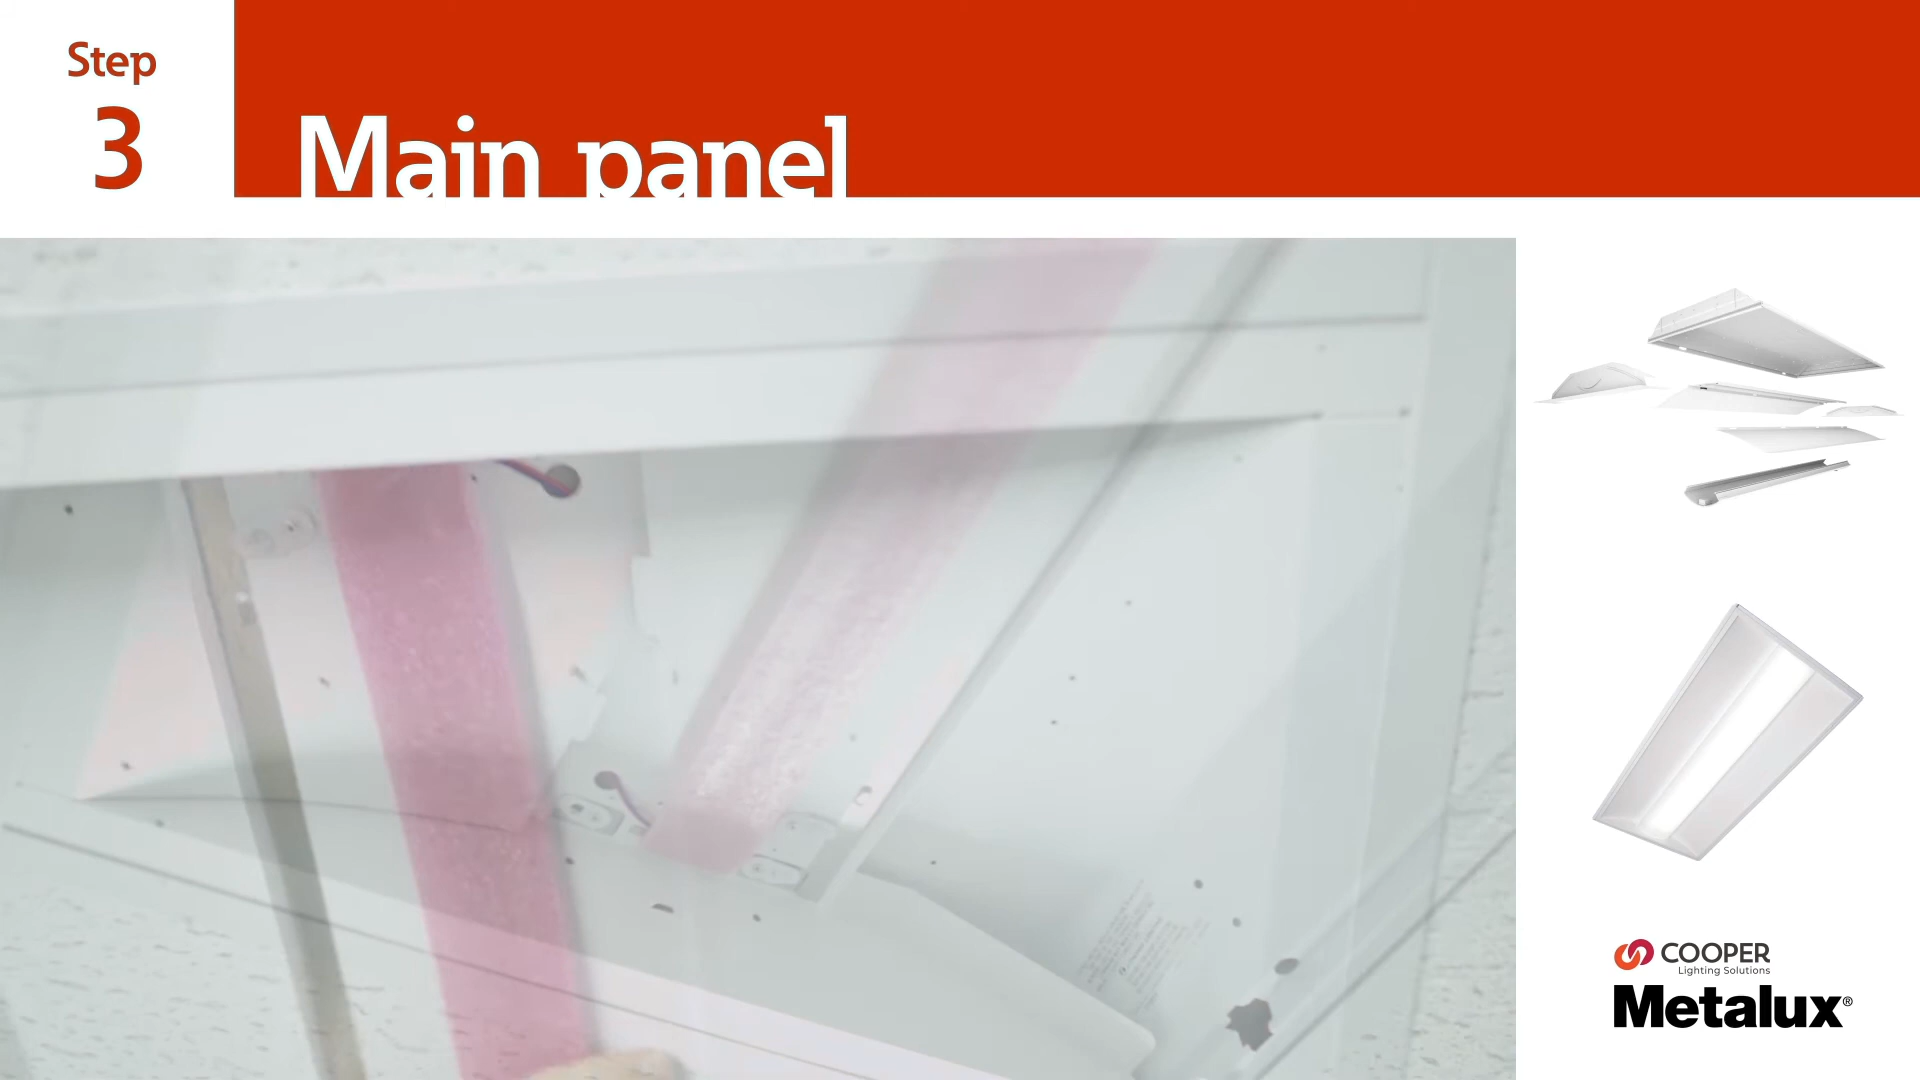 Step
3
Main panel
COOPER
Lighting Solutions
Metalux®